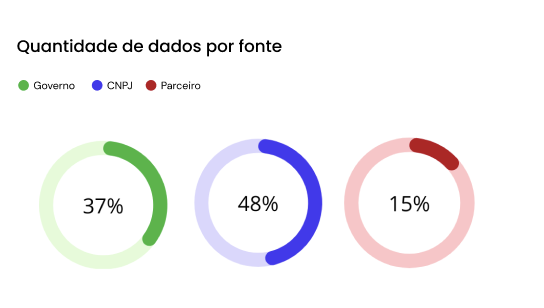 Quantidade de dados por fonte
Governo CNPJ Parceiro
37% 48% 15%